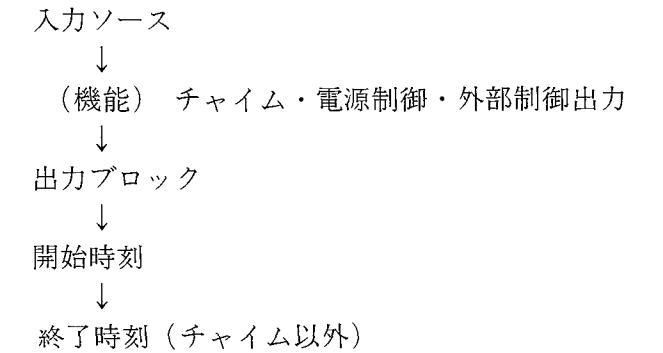 入力ソース
↓
（機能）　チャイム・電源制御・外部制御出力
↓
出力ブロック
↓
開始時刻
↓
終了時刻（チャイム以外）